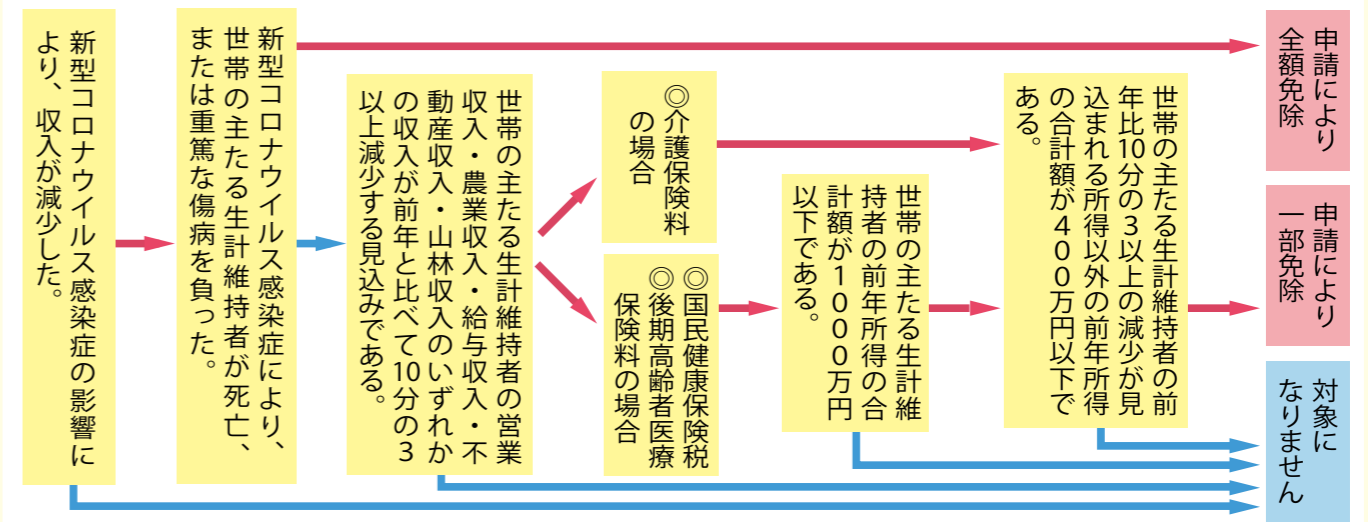 新型コロナウイルス感染症の影響に
より、収入が減少した。
新型コロナウイルス感染症により、
世帯の主たる生計維持者が死亡、
または重篤な傷病を負った。
世帯の主たる生計維持者の営業
収入・農業収入・給与収入・不
動産収入・山林収入のいずれか
の収入が前年と比べて10分の3
以上減少する見込みである。
◎介護保険料
の場合
◎国民健康保険税
◎後期高齢者医療
保険料の場合
世帯の主たる生計維
持者の前年所得の合
計額が1000万円
以下である。
世帯の主たる生計維持者の前
年比10分の3以上の減少が見
込まれる所得以外の前年所得
の合計額が400万円以下で
ある。
申請により
全額免除
申請により
一部免除
対象に
なりません